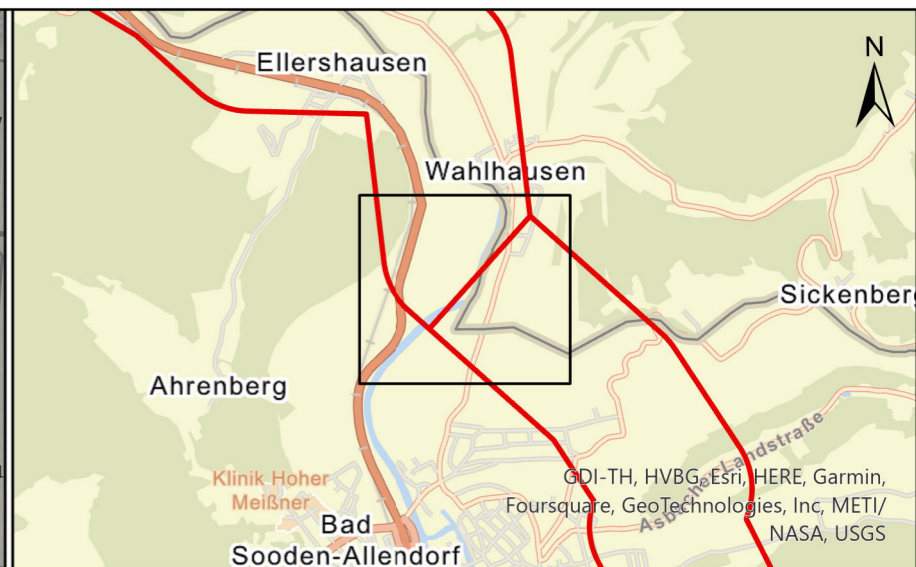 N
Ellershausen
Wahlhausen
Sickenberg
Ahrenberg
Klinik Hoher
Meißner
Asbacher Landstraße
Bad
Sooden-Allendorf
GDI-TH, HVBG, Esri, HERE, Garmin,
Foursquare, GeoTechnologies, Inc, METI/
NASA, USGS